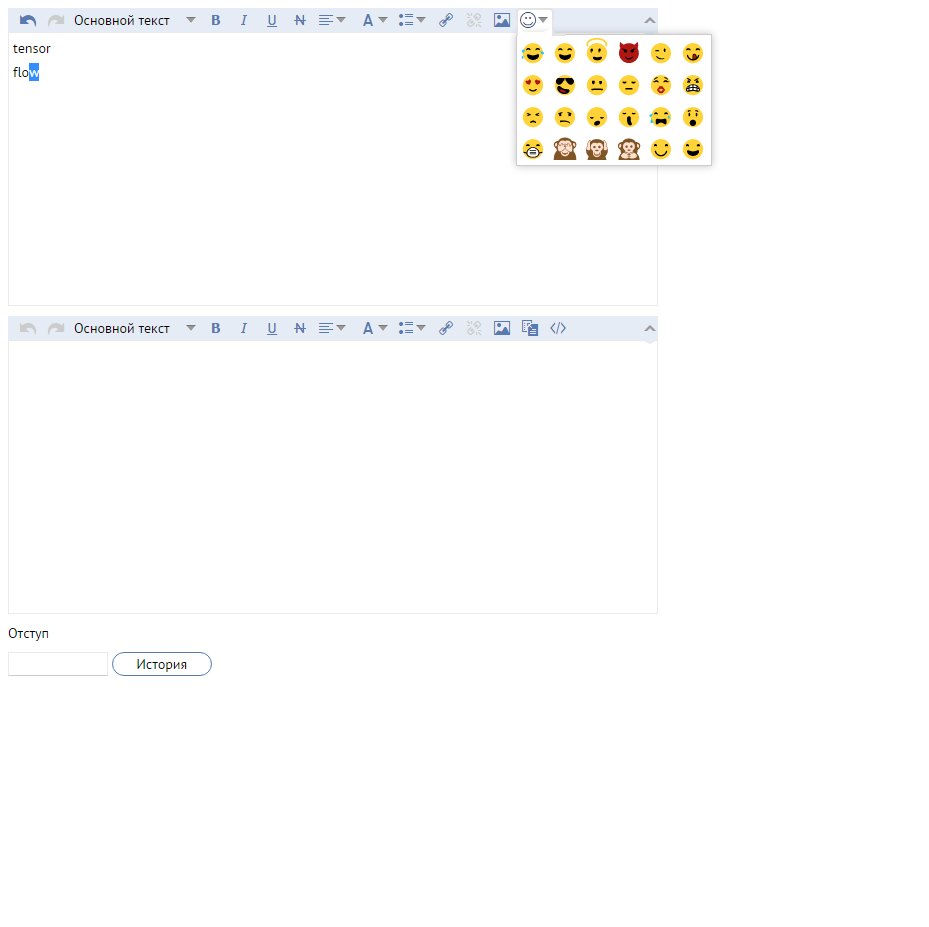 Основной текст B I U N A
tensor
flow
Основной текст B I U N A </>
Отступ
История